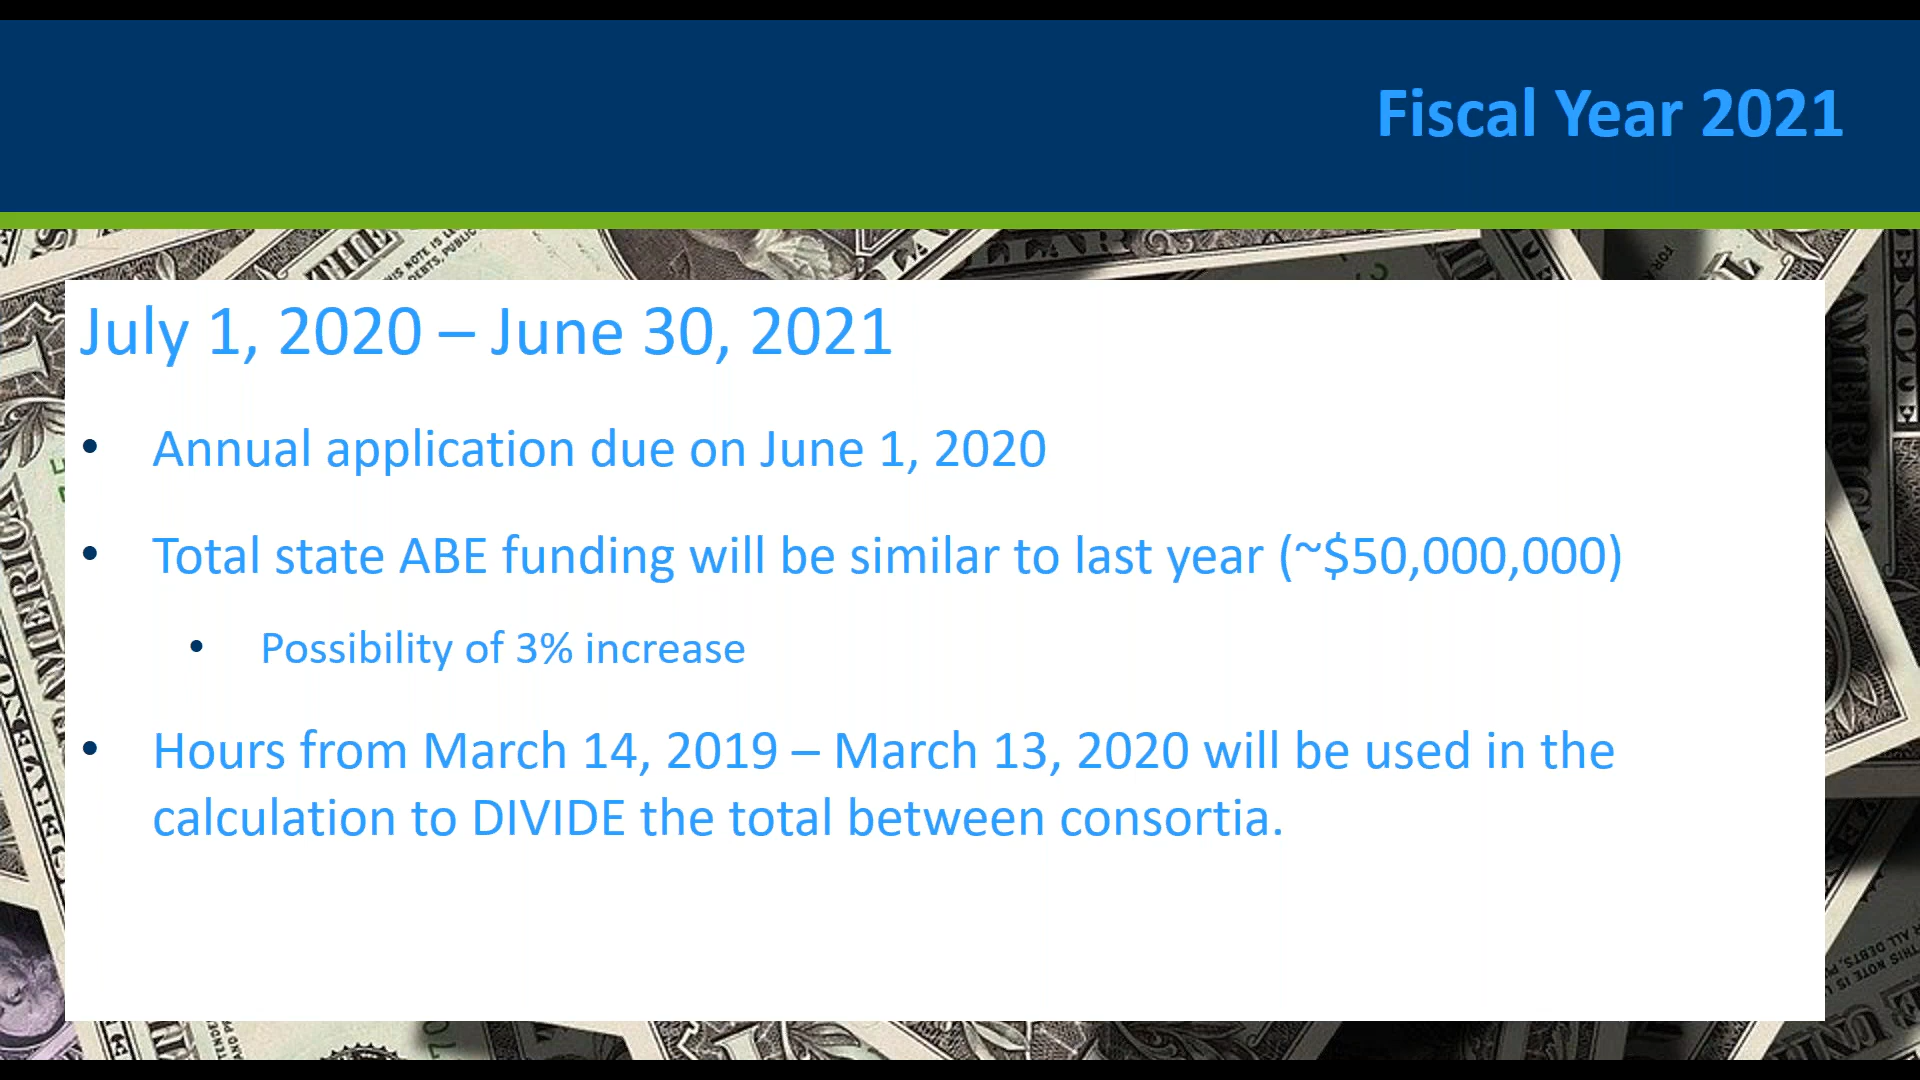 Fiscal Year 2021
July 1, 2020 – June 30, 2021
• Annual application due on June 1, 2020
• Total state ABE funding will be similar to last year (~$50,000,000)
• Possibility of 3% increase
• Hours from March 14, 2019 – March 13, 2020 will be used in the
calculation to DIVIDE the total between consortia.